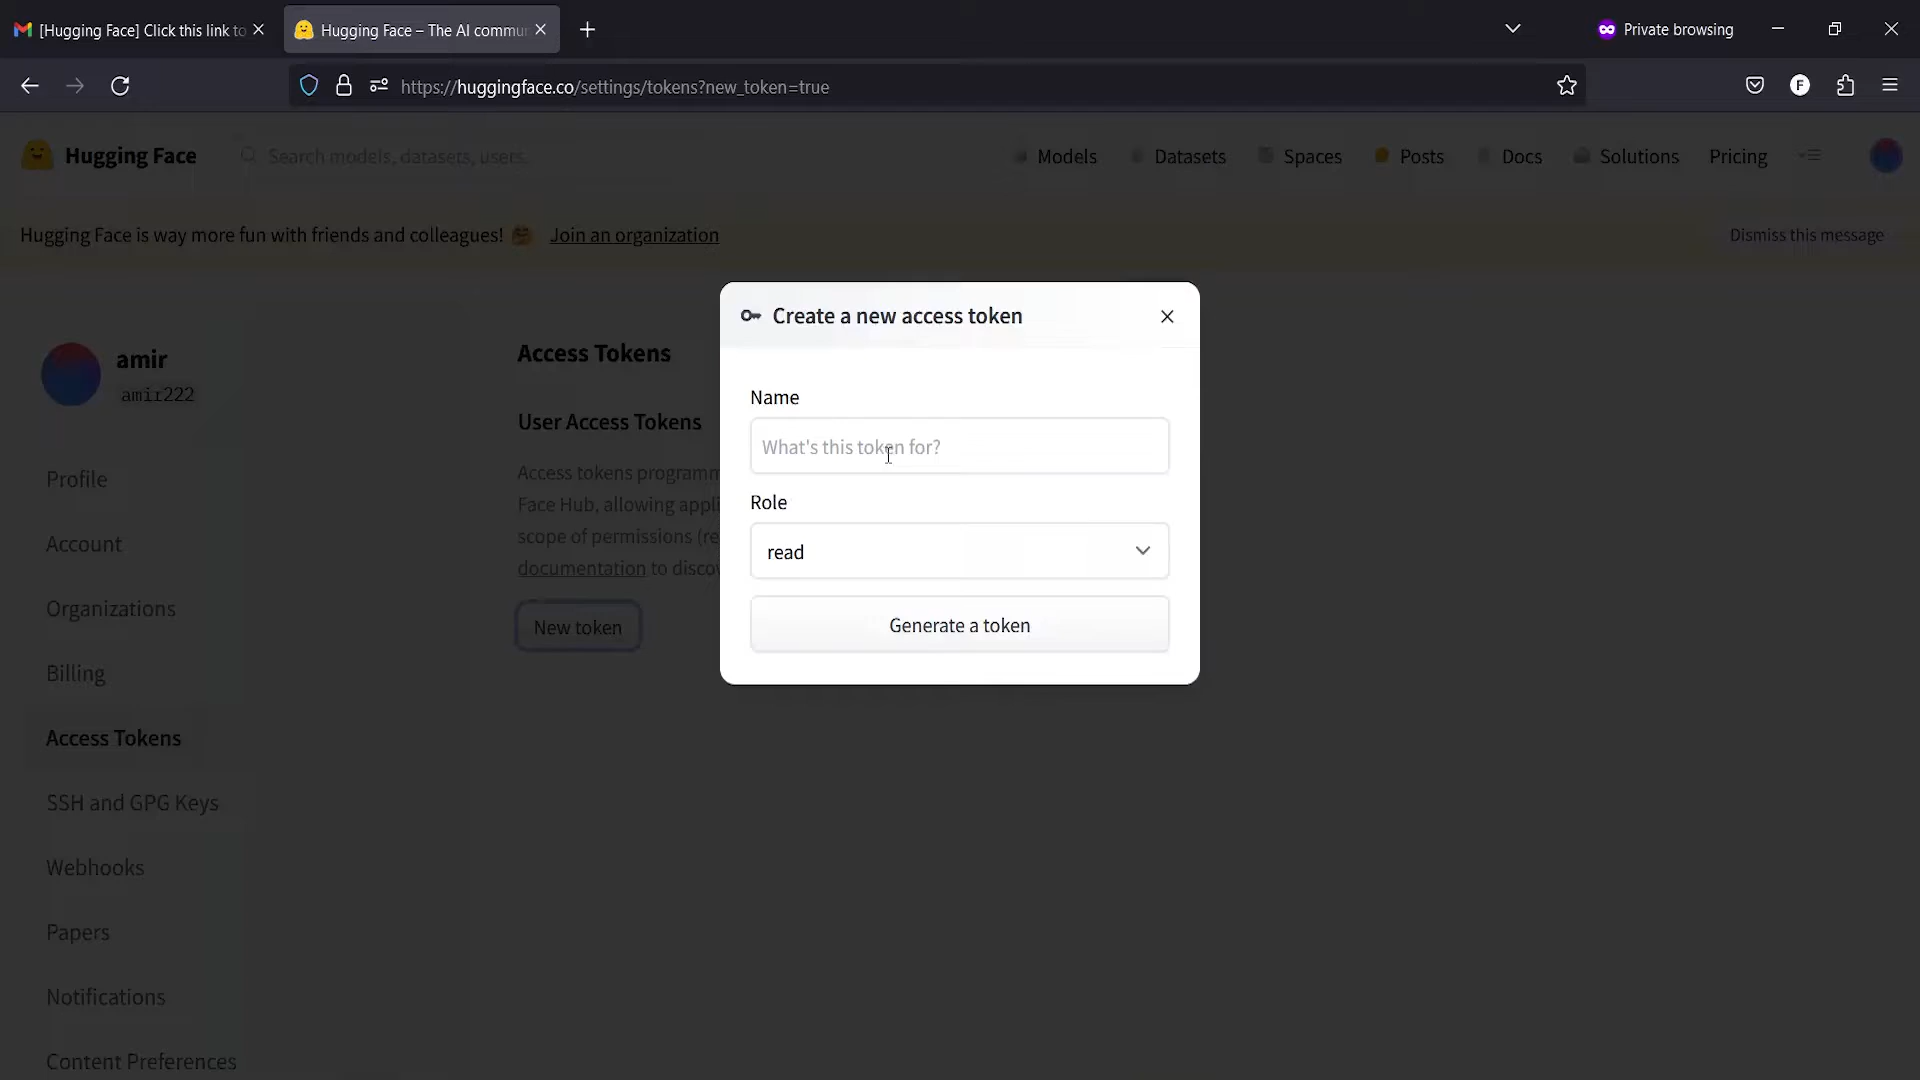 [Hugging Face] Click this link to
Hugging Face – The AI commu
Private browsing
https://huggingface.co/settings/tokens?new_token=true
F
Hugging Face
Search models, datasets, users...
Models
Datasets
Spaces
Posts
Docs
Solutions
Pricing
Hugging Face is way more fun with friends and colleagues! 🤗 Join an organization
Dismiss this message
amir
amir222
Profile
Account
Organizations
Billing
Access Tokens
SSH and GPG Keys
Webhooks
Papers
Notifications
Content Preferences
Access Tokens
User Access Tokens
Access tokens programm
Face Hub, allowing appl
scope of permissions (re
documentation to disco
New token
Create a new access token
Name
What's this token for?
Role
read
Generate a token